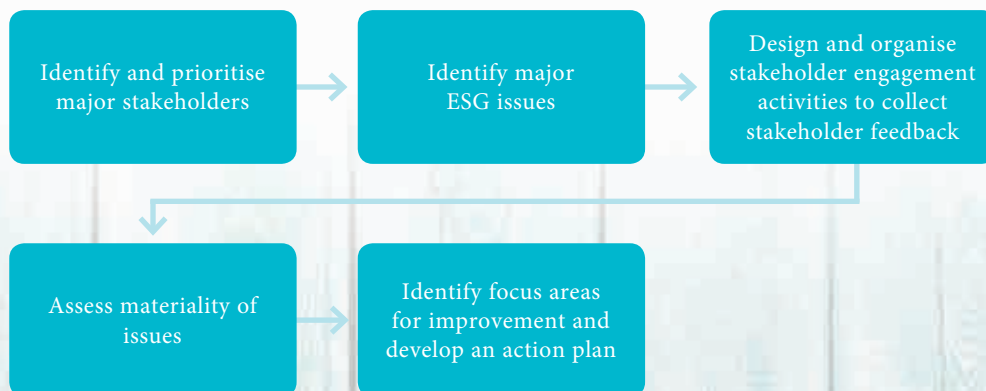 Identify and prioritise
major stakeholders
Identify major
ESG issues
Design and organise
stakeholder engagement
activities to collect
stakeholder feedback
Assess materiality of
issues
Identify focus areas
for improvement and
develop an action plan